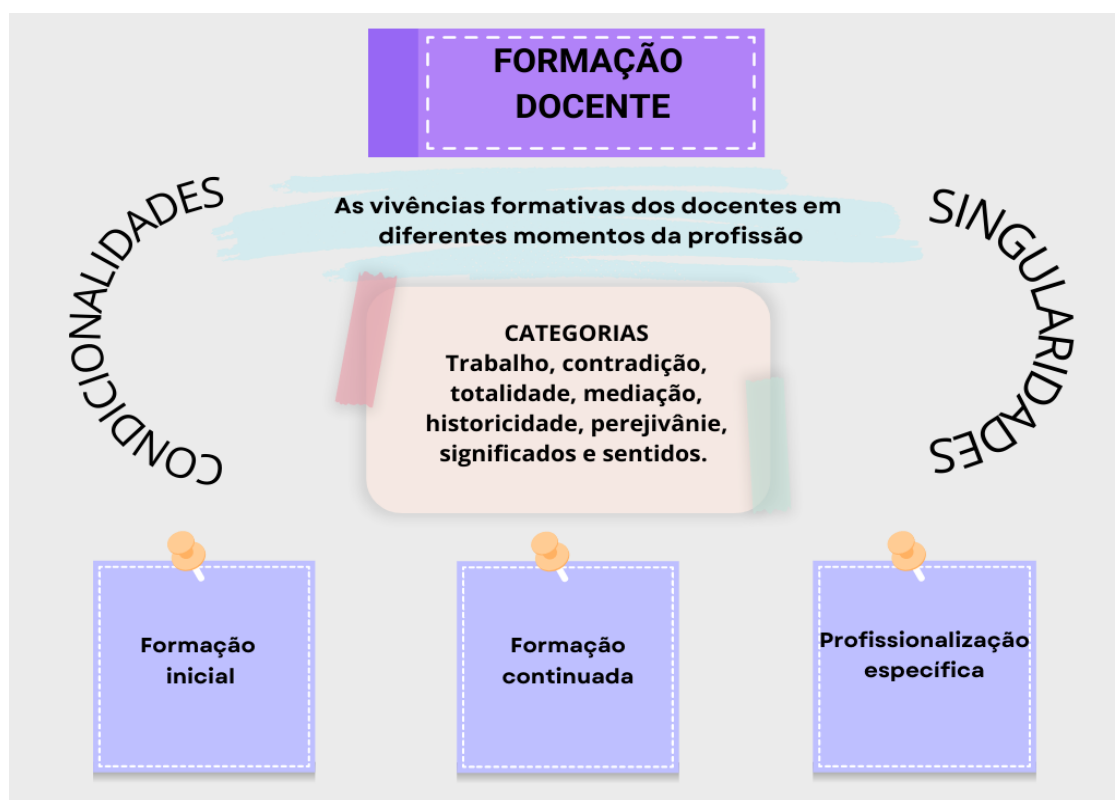 FORMAÇÃO
DOCENTE
CONDICIONALIDADES
As vivências formativas dos docentes em
diferentes momentos da profissão
SINGULARIDADES
CATEGORIAS
Trabalho, contradição,
totalidade, mediação,
historicidade, perejivânie,
significados e sentidos.
Formação
inicial
Formação
continuada
Profissionalização
específica